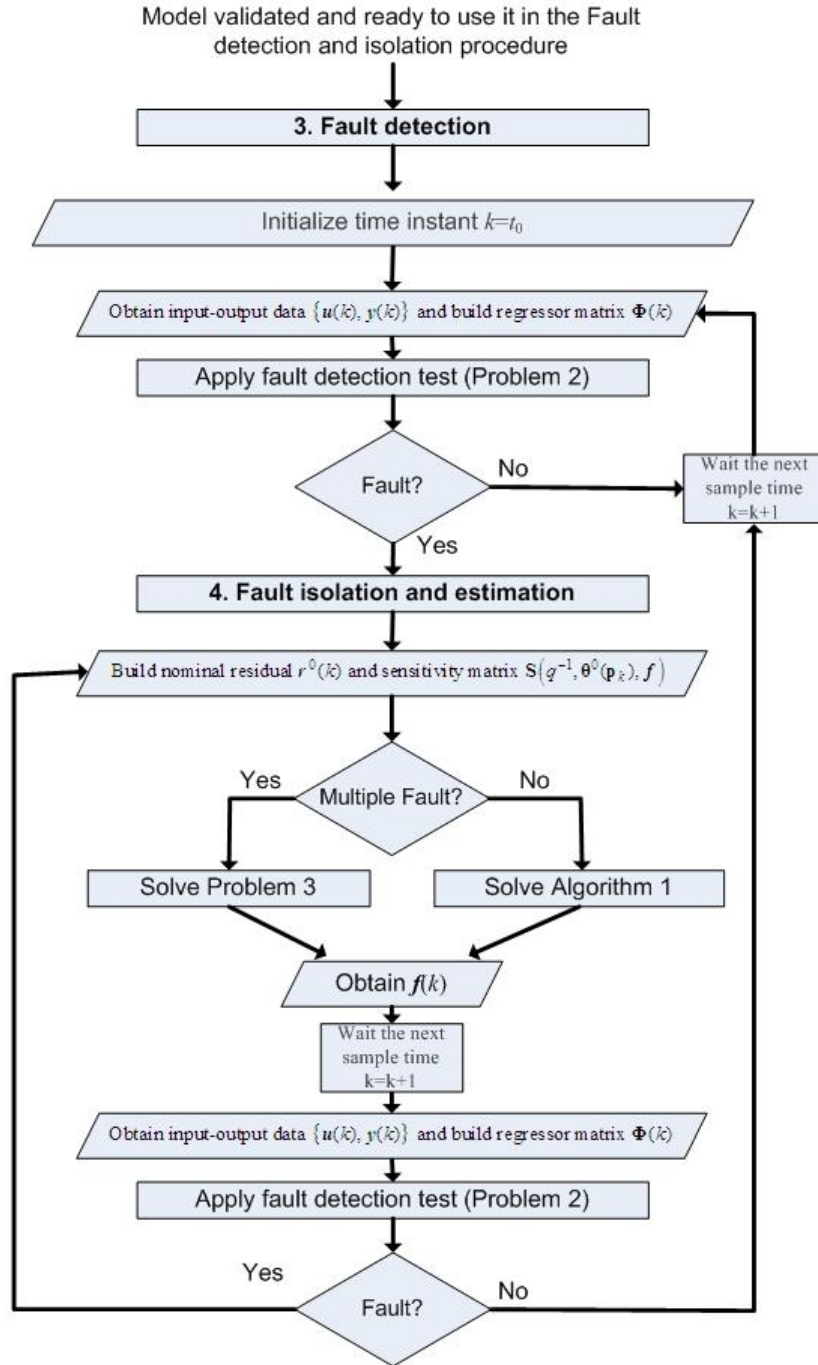 Model validated and ready to use it in the Fault
detection and isolation procedure
3. Fault detection
Initialize time instant k=t₀
Obtain input-output data {u(k), y(k)} and build regressor matrix Φ(k)
Apply fault detection test (Problem 2)
Fault?
No
Wait the next
sample time
k=k+1
Yes
4. Fault isolation and estimation
Build nominal residual r⁰(k) and sensitivity matrix S(q⁻¹, θ⁰(pₖ), f)
Multiple Fault?
Yes
No
Solve Problem 3
Solve Algorithm 1
Obtain f(k)
Wait the next
sample time
k=k+1
Obtain input-output data {u(k), y(k)} and build regressor matrix Φ(k)
Apply fault detection test (Problem 2)
Fault?
Yes
No